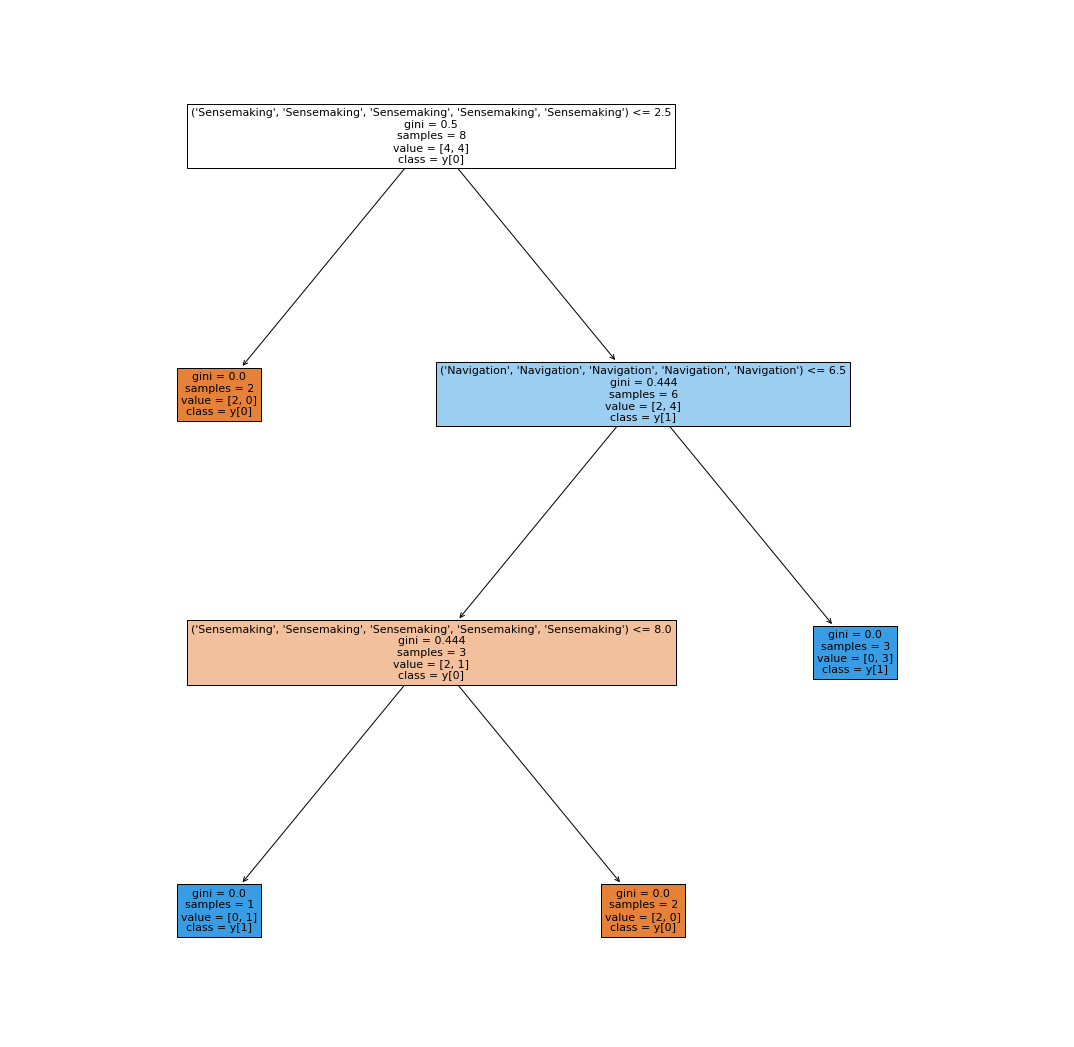 ('Sensemaking', 'Sensemaking', 'Sensemaking', 'Sensemaking', 'Sensemaking') <= 2.5
gini = 0.5
samples = 8
value = [4, 4]
class = y[0]
gini = 0.0
samples = 2
value = [2, 0]
class = y[0]
('Navigation', 'Navigation', 'Navigation', 'Navigation', 'Navigation') <= 6.5
gini = 0.444
samples = 6
value = [2, 4]
class = y[1]
('Sensemaking', 'Sensemaking', 'Sensemaking', 'Sensemaking', 'Sensemaking') <= 8.0
gini = 0.444
samples = 3
value = [2, 1]
class = y[0]
gini = 0.0
samples = 3
value = [0, 3]
class = y[1]
gini = 0.0
samples = 1
value = [0, 1]
class = y[1]
gini = 0.0
samples = 2
value = [2, 0]
class = y[0]